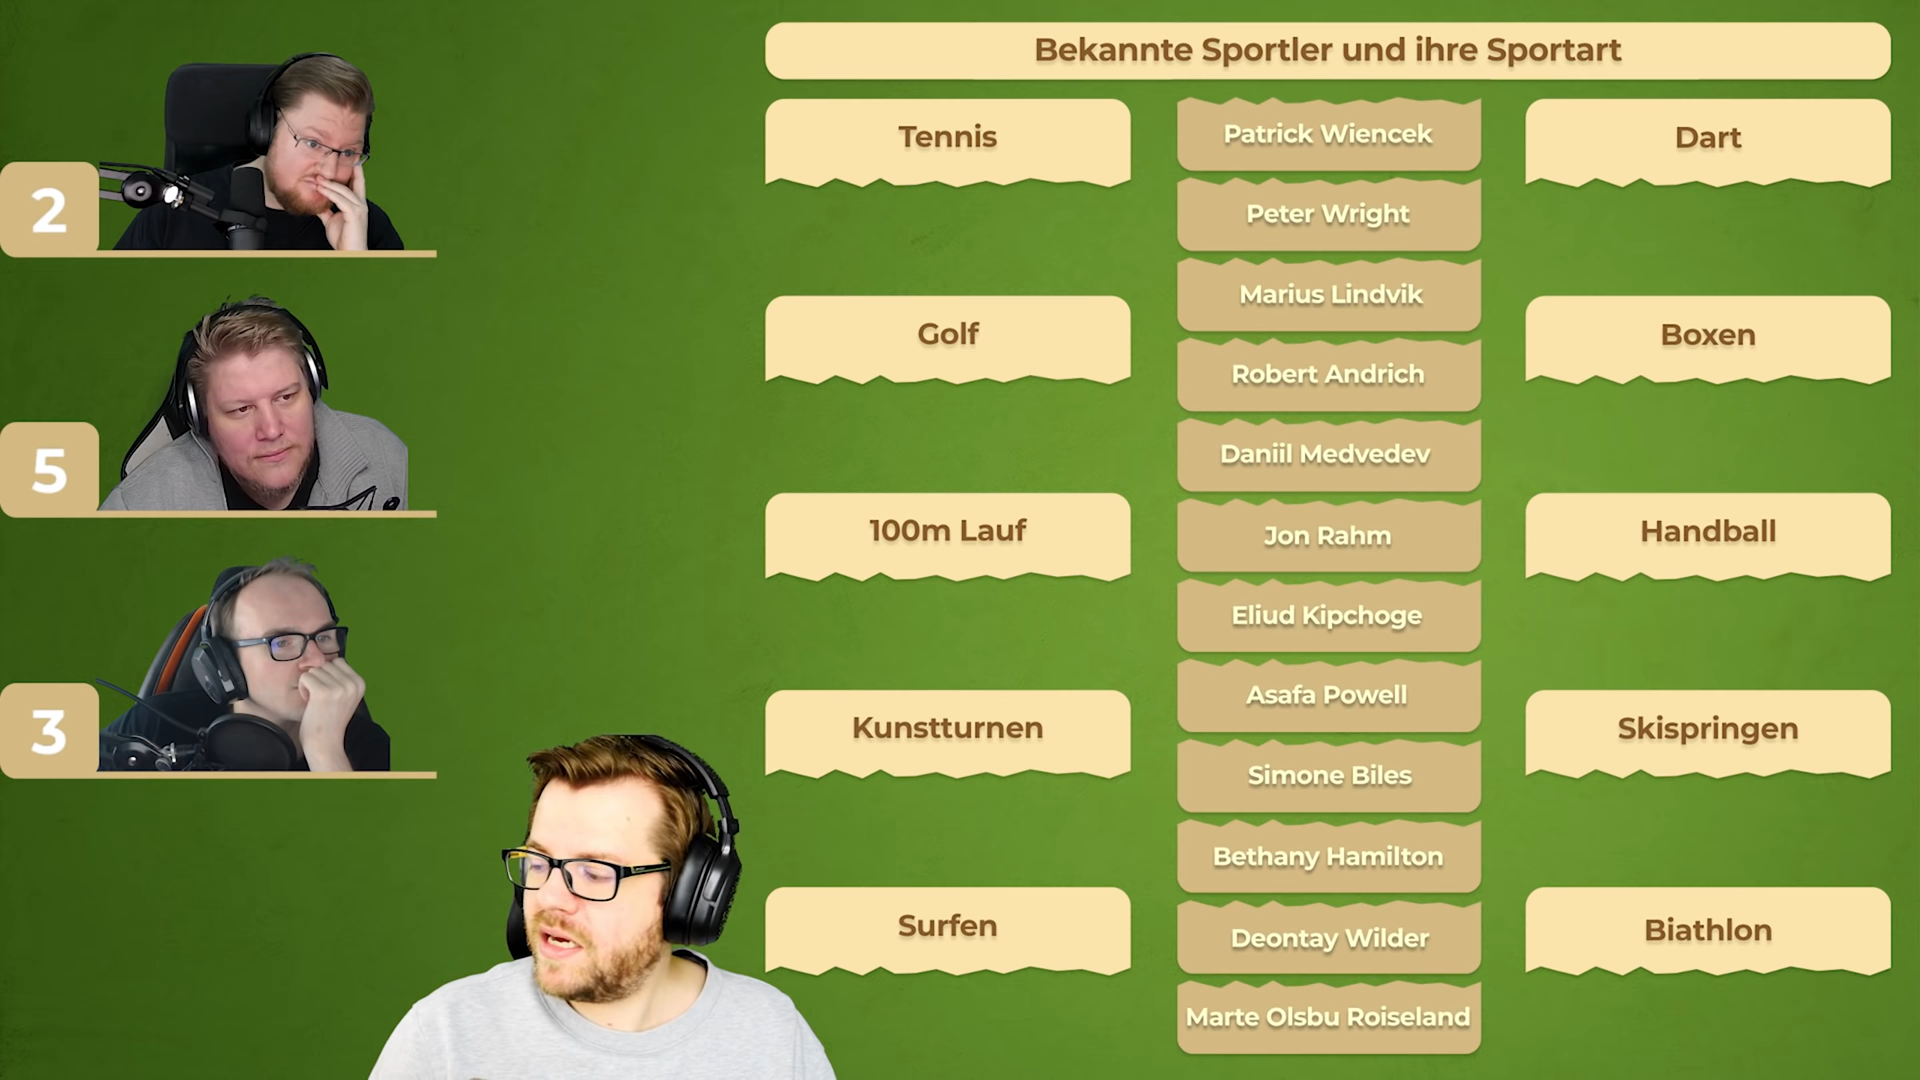 Bekannte Sportler und ihre Sportart
Tennis
Golf
100m Lauf
Kunstturnen
Surfen
Patrick Wiencek
Peter Wright
Marius Lindvik
Robert Andrich
Daniil Medvedev
Jon Rahm
Eliud Kipchoge
Asafa Powell
Simone Biles
Bethany Hamilton
Deontay Wilder
Marte Olsbu Roiseland
Dart
Boxen
Handball
Skispringen
Biathlon
2
5
3